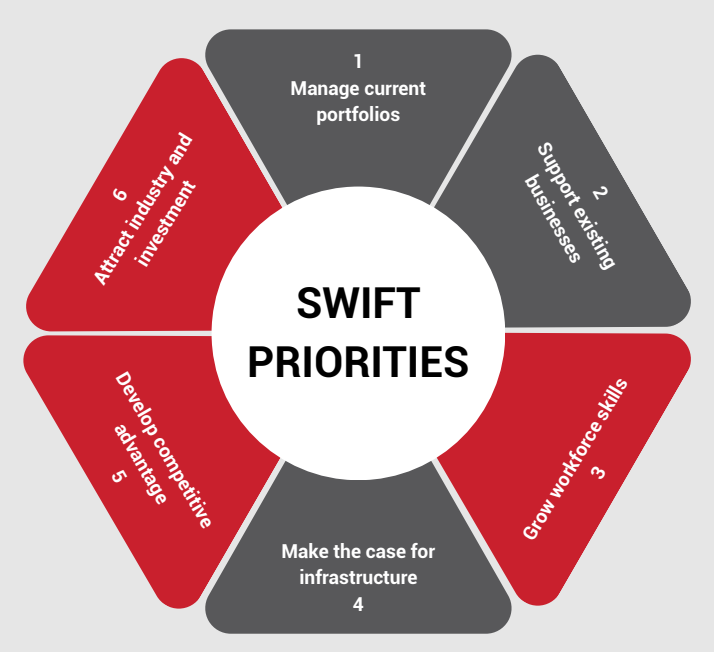 SWIFT
PRIORITIES
1
Manage current
portfolios
2
Support existing
businesses
Grow workforce skills
3
Make the case for
infrastructure
4
Develop competitive
advantage
5
6
Attract industry and
investment